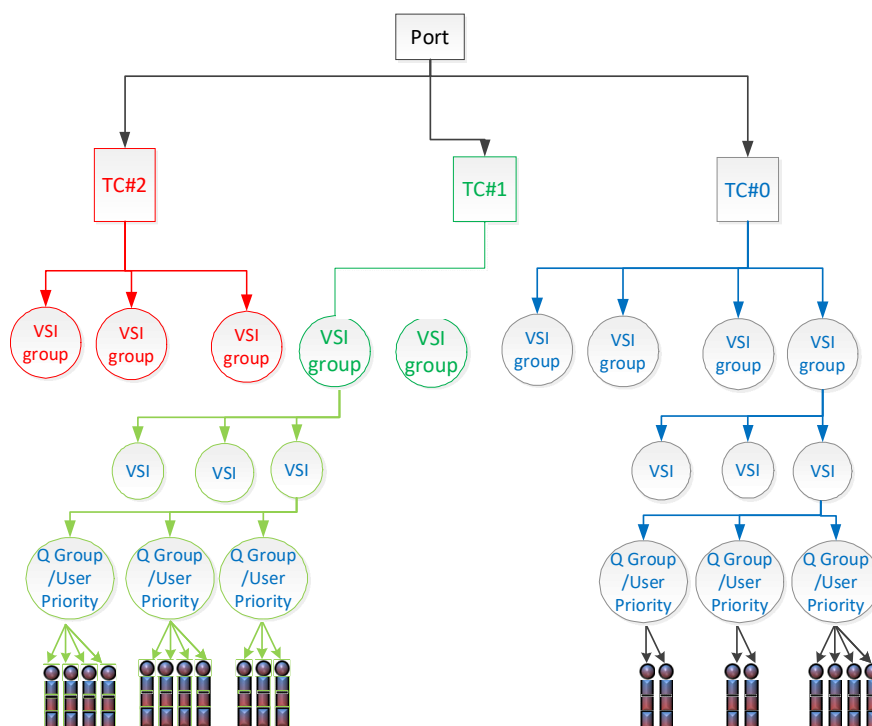 Port
TC#2
TC#1
TC#0
VSI
group
VSI
group
VSI
group
VSI
group
VSI
group
VSI
group
VSI
group
VSI
group
VSI
group
VSI
VSI
VSI
VSI
VSI
VSI
Q Group
/User
Priority
Q Group
/User
Priority
Q Group
/User
Priority
Q Group
/User
Priority
Q Group
/User
Priority
Q Group
/User
Priority